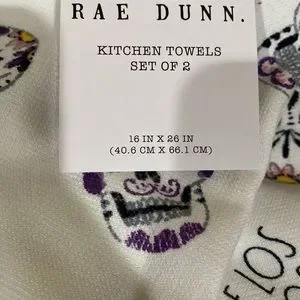 RAE DUNN.
KITCHEN TOWELS
SET OF 2
16 IN X 26 IN
(40.6 CM X 66.1 CM)
LOS